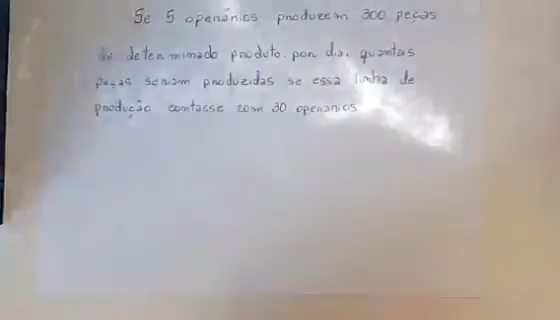 Se 5 operários produzem 300 peças
de determinado produto por dia, quantas
peças seriam produzidas se essa linha de
produção contasse com 30 operários